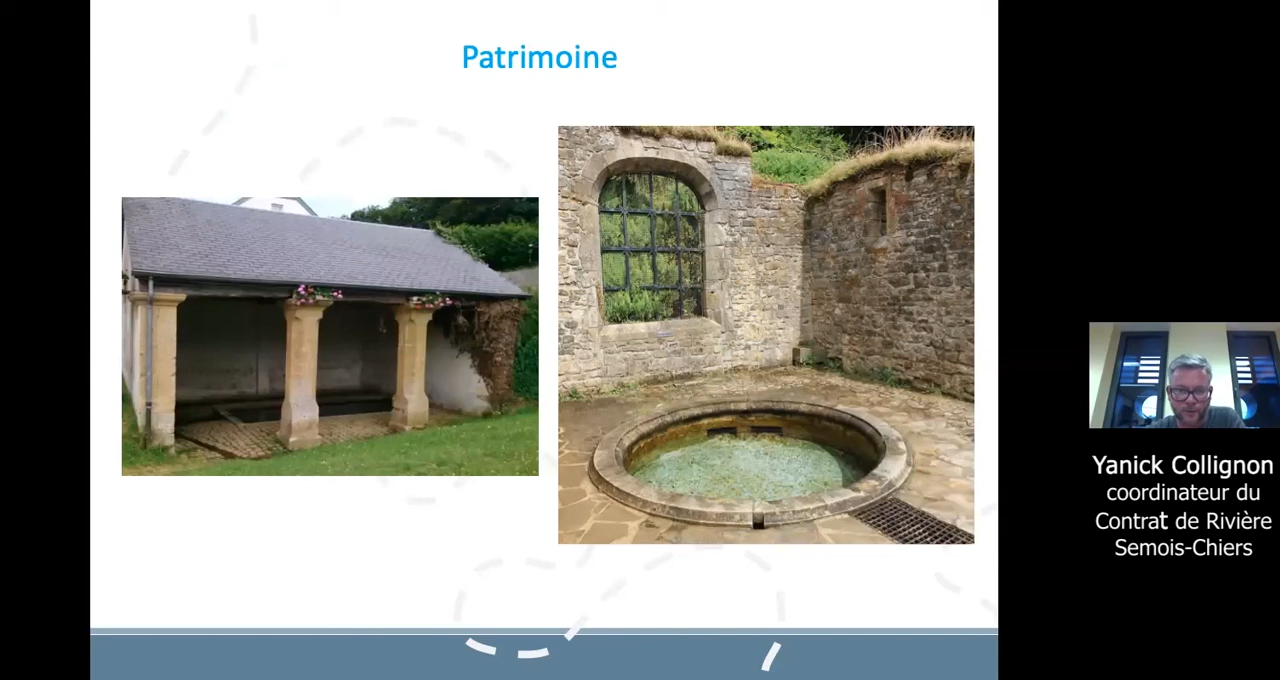 Patrimoine
Yanick Collignon
coordinateur du
Contrat de Rivière
Semois-Chiers